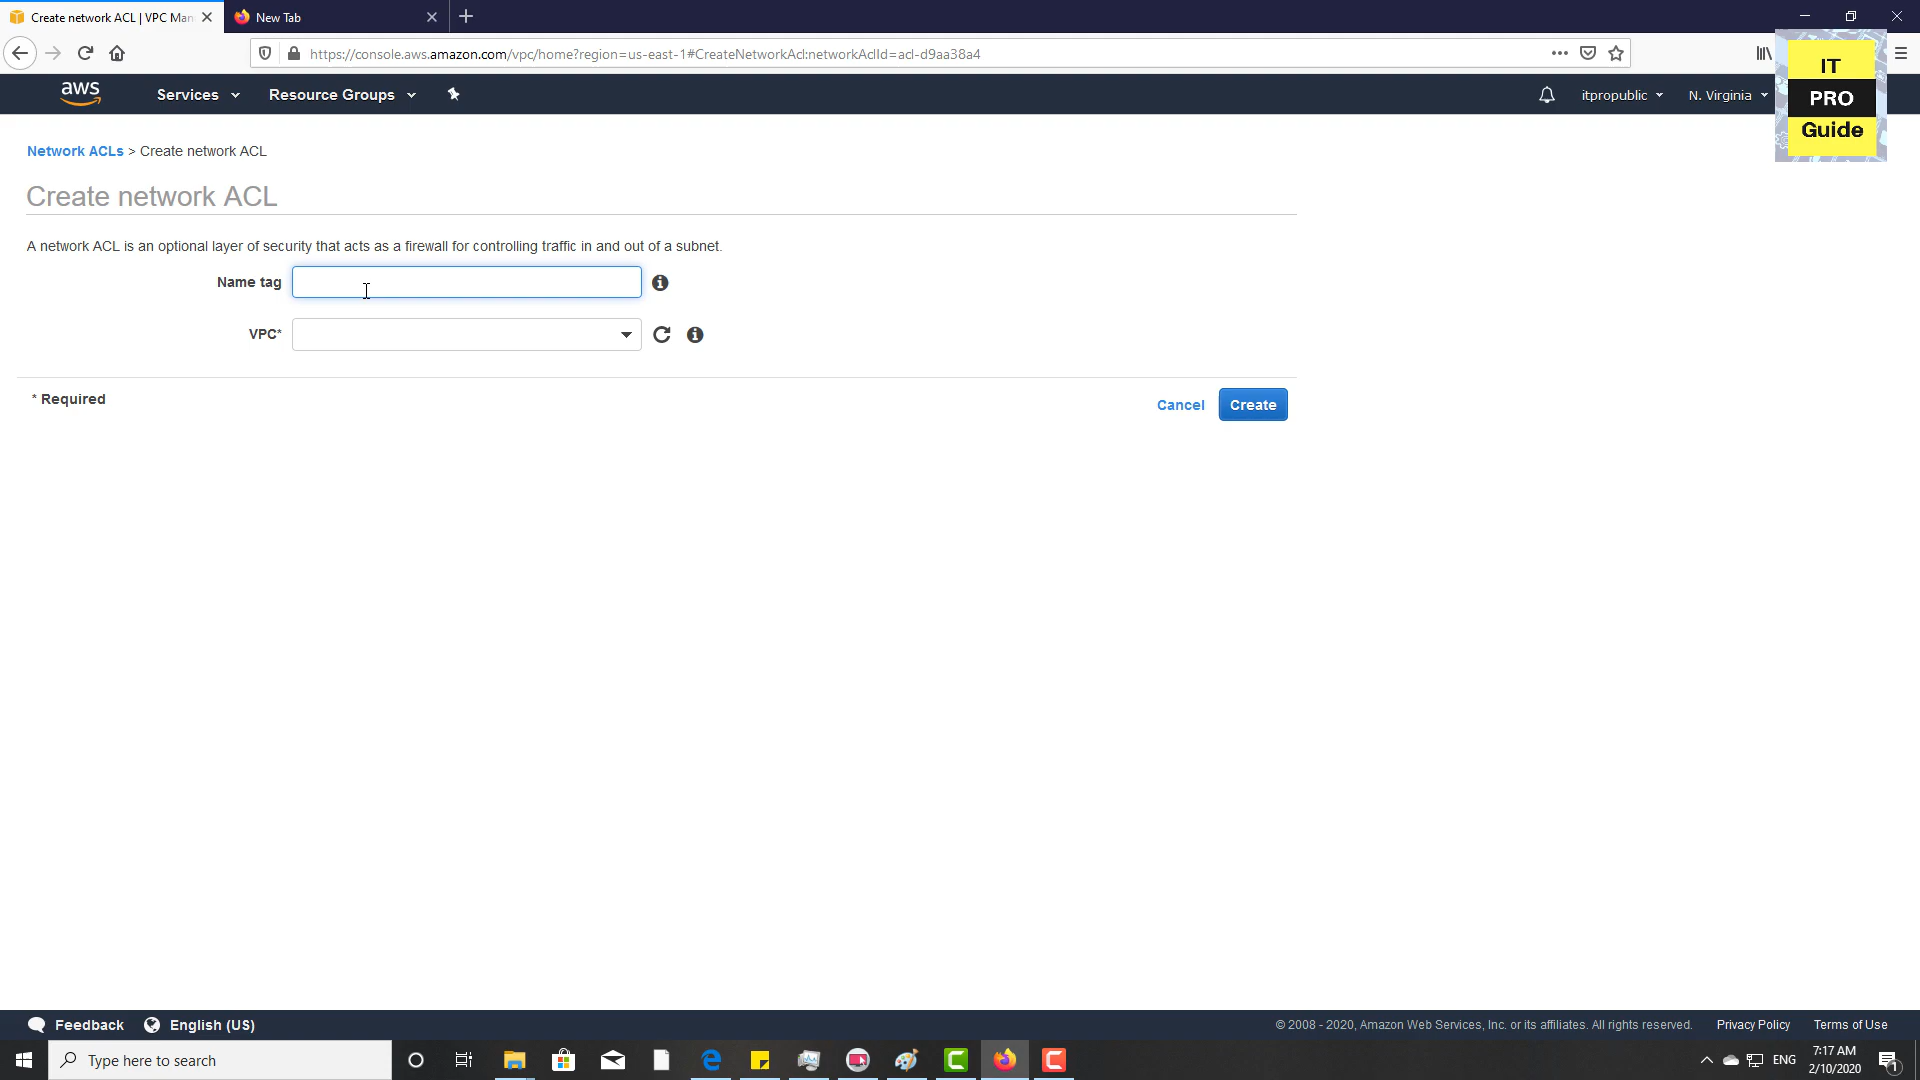 Create network ACL | VPC Man
New Tab
https://console.aws.amazon.com/vpc/home?region=us-east-1#CreateNetworkAcl:networkAclId=acl-d9aa38a4
aws
Services
Resource Groups
itpropublic
N. Virginia
IT
PRO
Guide
Network ACLs > Create network ACL
Create network ACL
A network ACL is an optional layer of security that acts as a firewall for controlling traffic in and out of a subnet.
Name tag
VPC*
* Required
Cancel
Create
Feedback
English (US)
© 2008 - 2020, Amazon Web Services, Inc. or its affiliates. All rights reserved.
Privacy Policy
Terms of Use
Type here to search
ENG
7:17 AM
2/10/2020
1